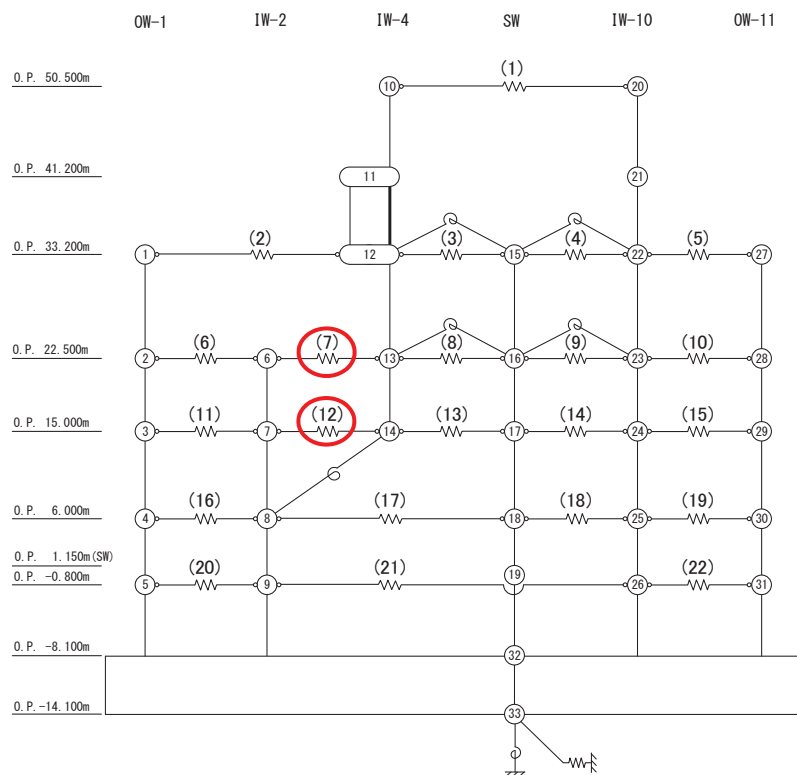 OW-1 IW-2 IW-4 SW IW-10 OW-11
O.P. 50.500m 10 (1) 20
O.P. 41.200m 11 21
O.P. 33.200m 1 (2) 12 (3) 15 (4) 22 (5) 27
O.P. 22.500m 2 (6) 6 (7) 13 (8) 16 (9) 23 (10) 28
O.P. 15.000m 3 (11) 7 (12) 14 (13) 17 (14) 24 (15) 29
O.P. 6.000m 4 (16) 8 (17) 18 (18) 25 (19) 30
O.P. 1.150m(SW) 19
O.P. -0.800m 5 (20) 9 (21) 26 (22) 31
O.P. -8.100m 32
O.P.-14.100m 33